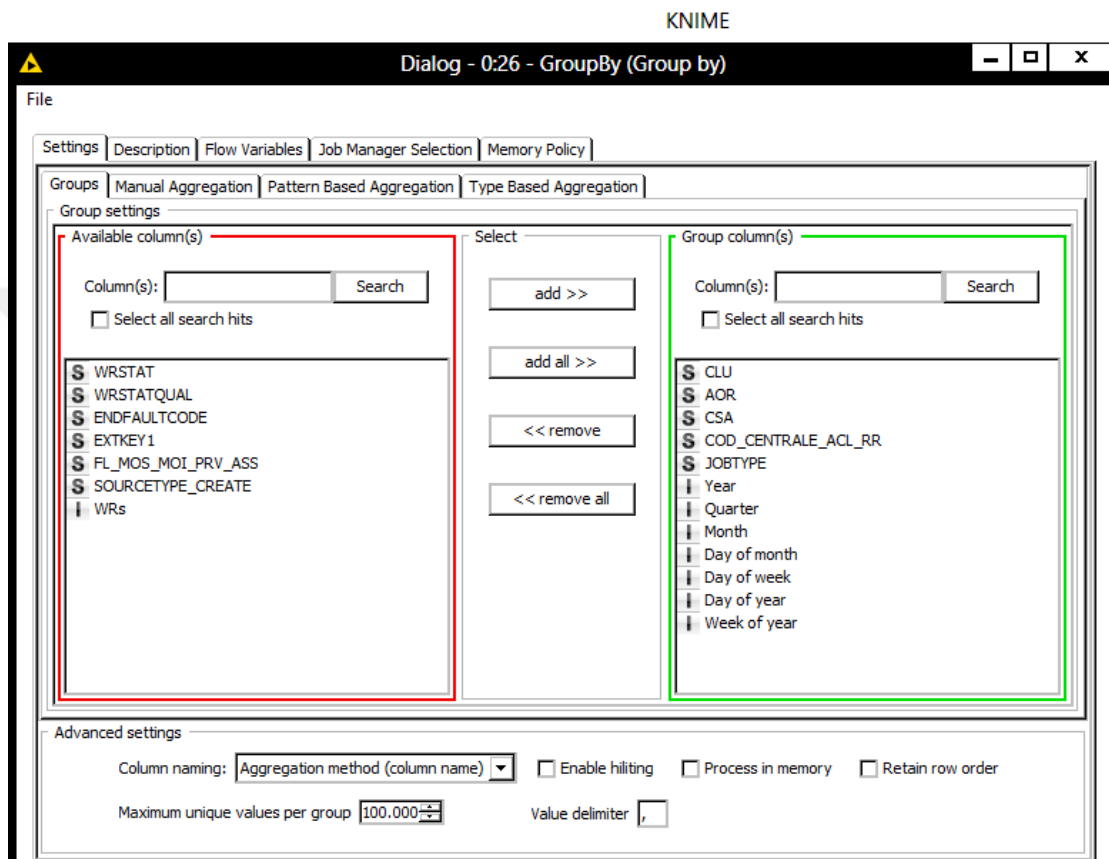 KNIME
Dialog - 0:26 - GroupBy (Group by)
File
Settings Description Flow Variables Job Manager Selection Memory Policy
Groups Manual Aggregation Pattern Based Aggregation Type Based Aggregation
Group settings
Available column(s)
Column(s): Search
Select all search hits
S WRSTAT
S WRSTATQUAL
S ENDFAULTCODE
S EXTKEY1
S FL_MOS_MOI_PRV_ASS
S SOURCETYPE_CREATE
I WRs
Select
add >>
add all >>
<< remove
<< remove all
Group column(s)
Column(s): Search
Select all search hits
S CLU
S AOR
S CSA
S COD_CENTRALE_ACL_RR
S JOBTYPE
I Year
I Quarter
I Month
I Day of month
I Day of week
I Day of year
I Week of year
Advanced settings
Column naming: Aggregation method (column name) Enable hiliting Process in memory Retain row order
Maximum unique values per group 100.000 Value delimiter ,